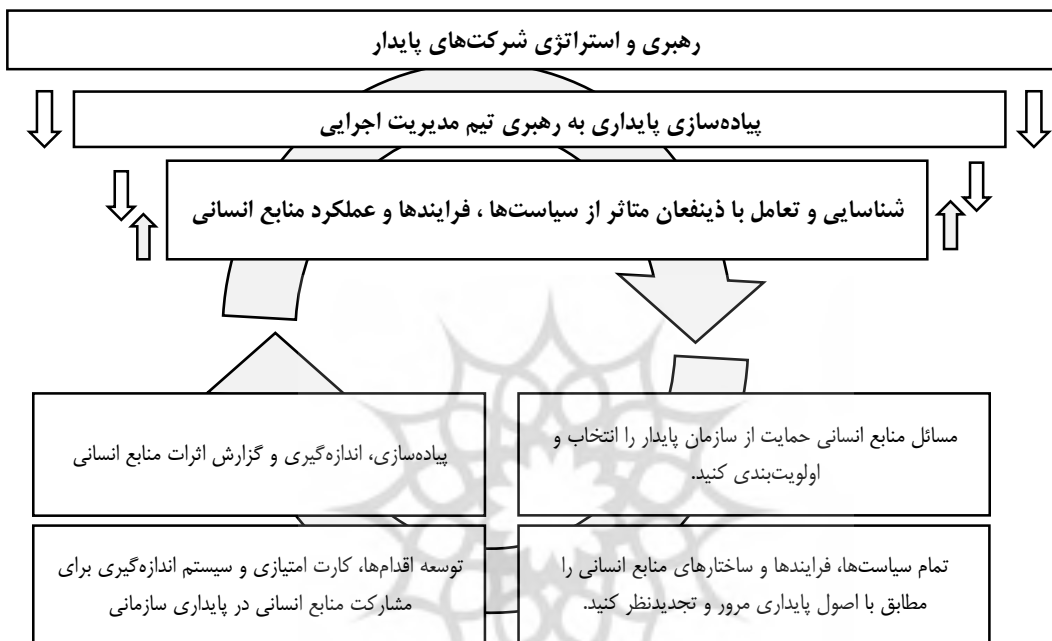 رهبری و استراتژی شرکت‌های پایدار
پیاده‌سازی پایداری به رهبری تیم مدیریت اجرایی
شناسایی و تعامل با ذینفعان متاثر از سیاست‌ها ، فرایندها و عملکرد منابع انسانی
مسائل منابع انسانی حمایت از سازمان پایدار را انتخاب و
اولویت‌بندی کنید.
پیاده‌سازی، اندازه‌گیری و گزارش اثرات منابع انسانی
تمام سیاست‌ها، فرایندها و ساختارهای منابع انسانی را
مطابق با اصول پایداری مرور و تجدیدنظر کنید.
توسعه اقدام‌ها، کارت امتیازی و سیستم اندازه‌گیری برای
مشارکت منابع انسانی در پایداری سازمانی